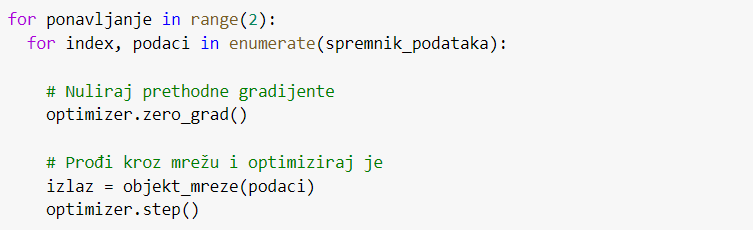 for ponavljanje in range(2):
for index, podaci in enumerate(spremnik_podataka):
# Nuliraj prethodne gradijente
optimizer.zero_grad()
# Prođi kroz mrežu i optimiziraj je
izlaz = objekt_mreze(podaci)
optimizer.step()